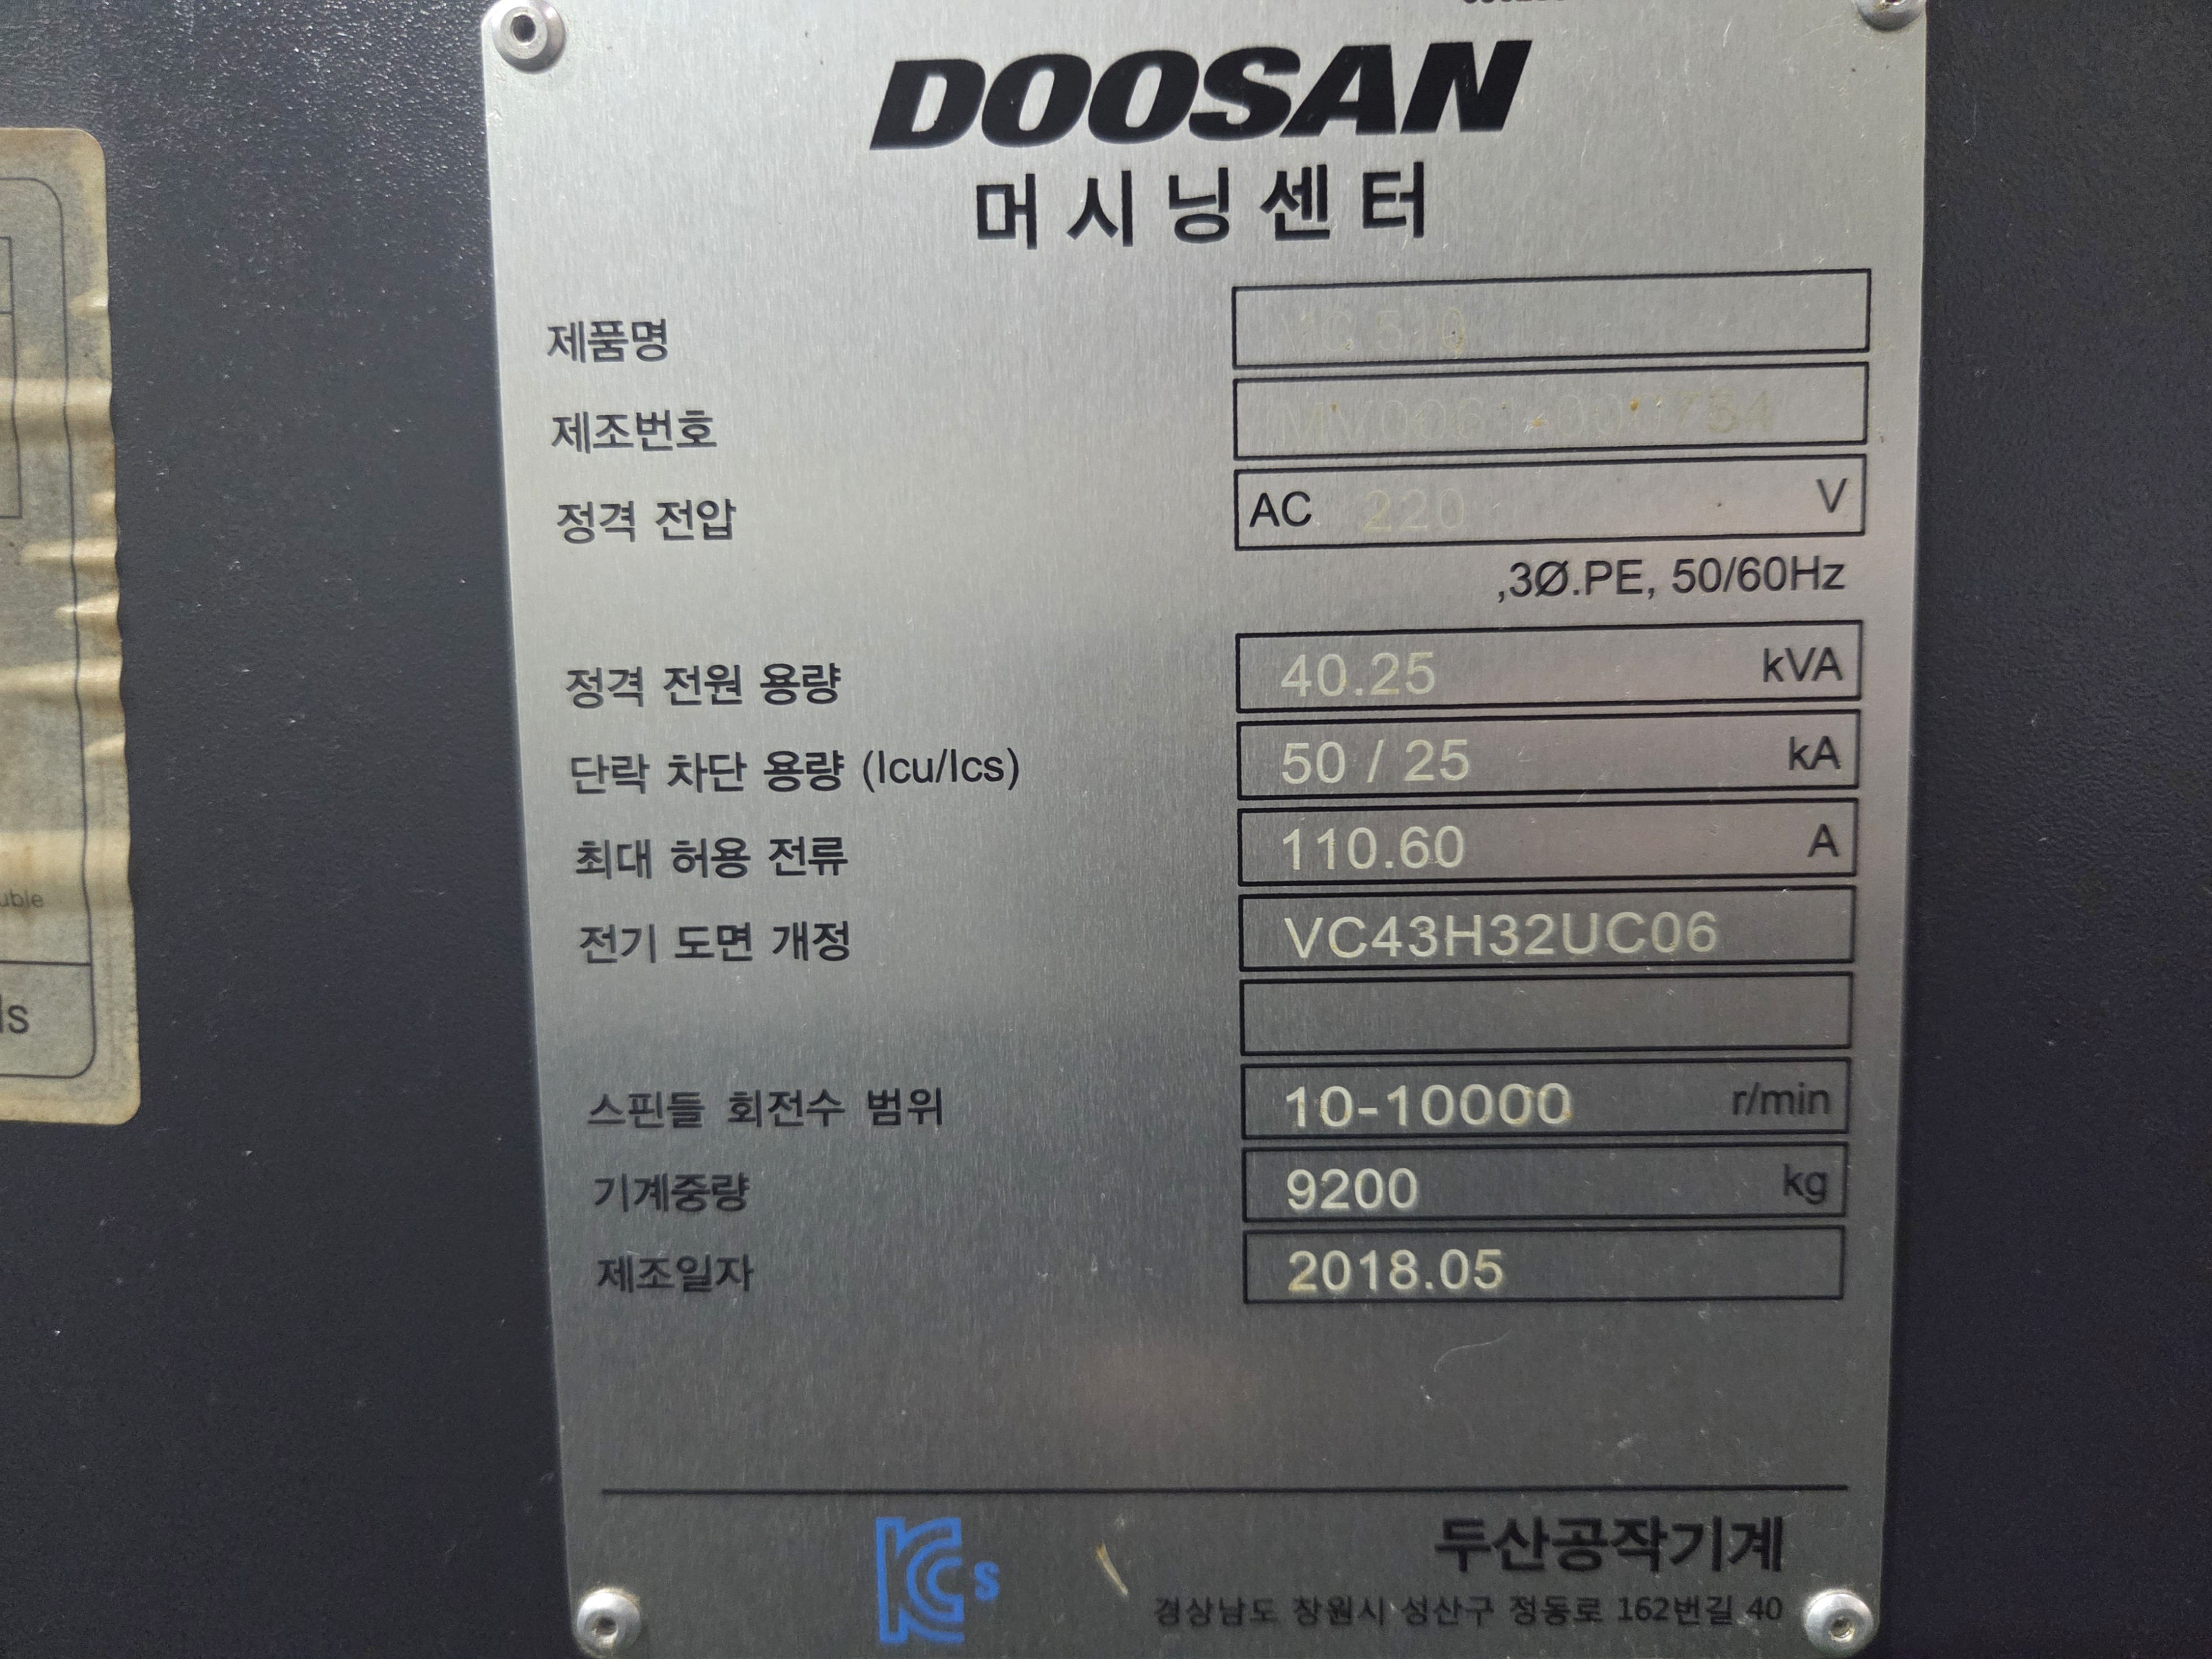 DOOSAN
머시닝센터
제품명
제조번호
정격 전압 AC 220 V
,3Ø.PE, 50/60Hz
정격 전원 용량 40.25 kVA
단락 차단 용량 (Icu/Ics) 50 / 25 kA
최대 허용 전류 110.60 A
전기 도면 개정 VC43H32UC06
스핀들 회전수 범위 10-10000 r/min
기계중량 9200 kg
제조일자 2018.05
KC s
두산공작기계
경상남도 창원시 성산구 정동로 162번길 40